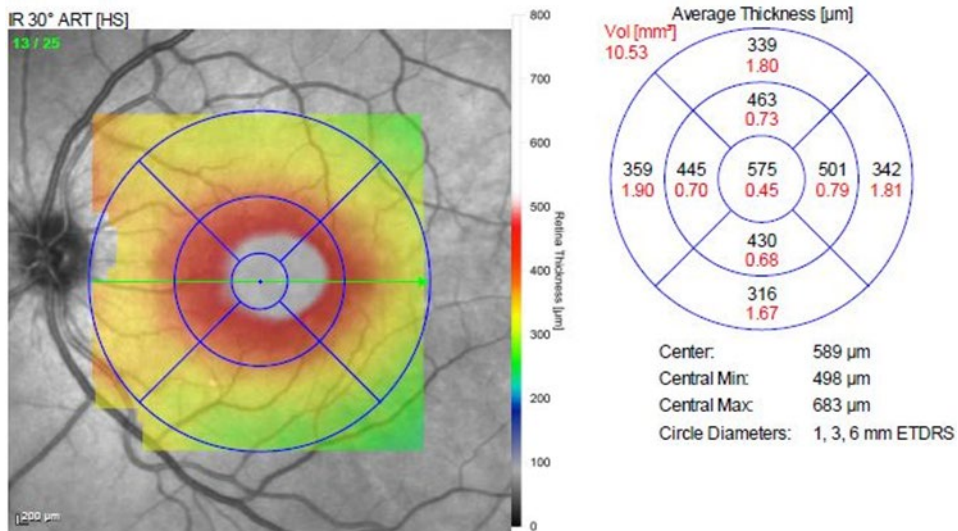 IR 30° ART [HS]
13 / 25
200 µm
800
700
600
500
400
300
200
100
0
Retina Thickness [µm]
Average Thickness [µm]
Vol [mm³]
10.53
339
1.80
463
0.73
359 445 575 501 342
1.90 0.70 0.45 0.79 1.81
430
0.68
316
1.67
Center: 589 µm
Central Min: 498 µm
Central Max: 683 µm
Circle Diameters: 1, 3, 6 mm ETDRS